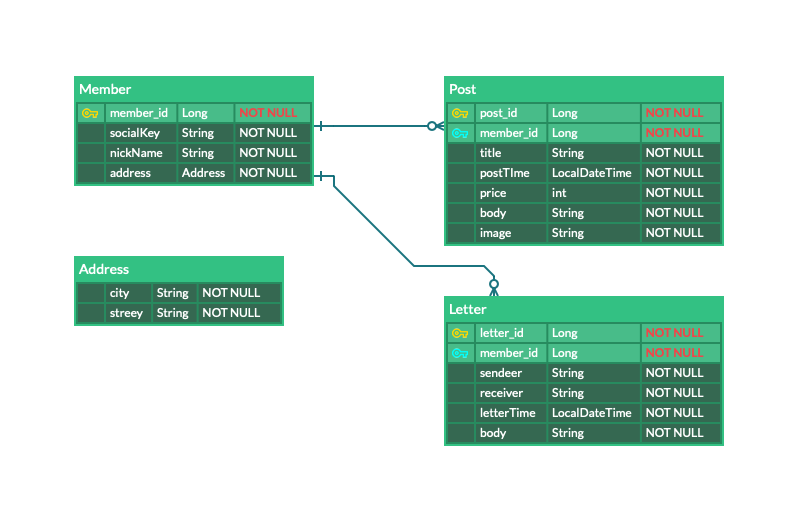 Member
member_id Long NOT NULL
socialKey String NOT NULL
nickName String NOT NULL
address Address NOT NULL
Post
post_id Long NOT NULL
member_id Long NOT NULL
title String NOT NULL
postTIme LocalDateTime NOT NULL
price int NOT NULL
body String NOT NULL
image String NOT NULL
Address
city String NOT NULL
streey String NOT NULL
Letter
letter_id Long NOT NULL
member_id Long NOT NULL
sendeer String NOT NULL
receiver String NOT NULL
letterTime LocalDateTime NOT NULL
body String NOT NULL